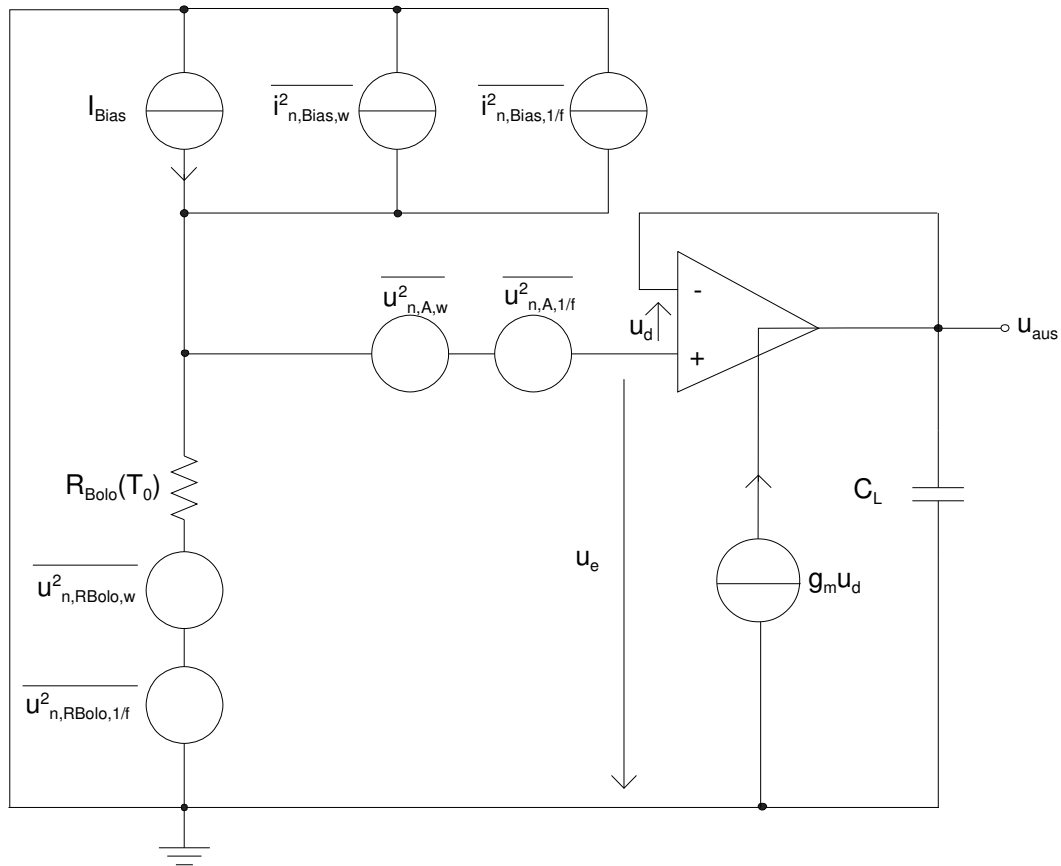 I_Bias
i²_n,Bias,w
i²_n,Bias,1/f
u²_n,A,w
u²_n,A,1/f
u_d
-
+
u_aus
R_Bolo(T_0)
C_L
u_e
g_m u_d
u²_n,RBolo,w
u²_n,RBolo,1/f